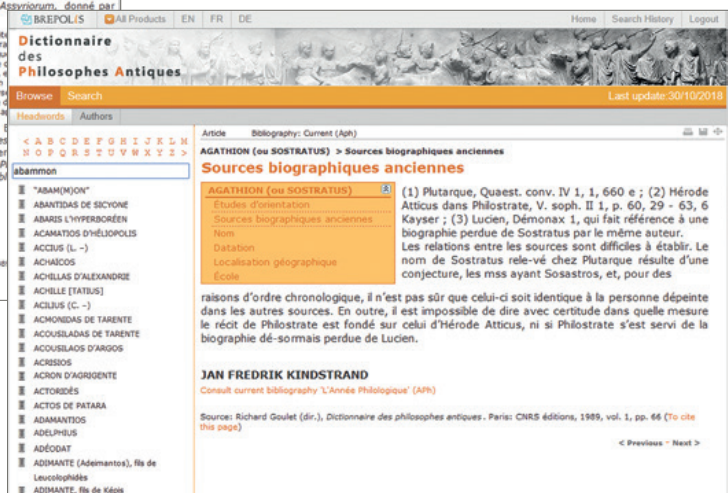 Assyriorum, donné par
BREPOLiS All Products EN FR DE Home Search History Logout
Dictionnaire
des
Philosophes Antiques
Browse Search Last update:30/10/2018
Headwords Authors
< A B C D E F G H I J K L M
N O P Q R S T U V W X Y Z >
abammon
"ABAM(M)ON"
ABANTIDAS DE SICYONE
ABARIS L'HYPERBORÉEN
ACAMATIOS D'HÉLIOPOLIS
ACCIUS (L. –)
ACHAÏCOS
ACHILLAS D'ALEXANDRIE
ACHILLE [TATIUS]
ACILIUS (C. –)
ACMONIDAS DE TARENTE
ACOUSILADAS DE TARENTE
ACOUSILAOS D'ARGOS
ACRISIOS
ACRON D'AGRIGENTE
ACTORIDÈS
ACTOS DE PATARA
ADAMANTIOS
ADELPHIUS
ADÉODAT
ADIMANTE (Adeimantos), fils de
Leucolophidès
ADIMANTE, fils de Képis
Article Bibliography: Current (Aph)
AGATHION (ou SOSTRATUS) > Sources biographiques anciennes
Sources biographiques anciennes
AGATHION (ou SOSTRATUS)
Études d'orientation
Sources biographiques anciennes
Nom
Datation
Localisation géographique
École
(1) Plutarque, Quaest. conv. IV 1, 1, 660 e ; (2) Hérode
Atticus dans Philostrate, V. soph. II 1, p. 60, 29 - 63, 6
Kayser ; (3) Lucien, Démonax 1, qui fait référence à une
biographie perdue de Sostratus par le même auteur.
Les relations entre les sources sont difficiles à établir. Le
nom de Sostratus rele-vé chez Plutarque résulte d'une
conjecture, les mss ayant Sosastros, et, pour des
raisons d'ordre chronologique, il n'est pas sûr que celui-ci soit identique à la personne dépeinte
dans les autres sources. En outre, il est impossible de dire avec certitude dans quelle mesure
le récit de Philostrate est fondé sur celui d'Hérode Atticus, ni si Philostrate s'est servi de la
biographie dé-sormais perdue de Lucien.
JAN FREDRIK KINDSTRAND
Consult current bibliography 'L'Année Philologique' (APh)
Source: Richard Goulet (dir.), Dictionnaire des philosophes antiques. Paris: CNRS éditions, 1989, vol. 1, pp. 66 (To cite
this page)
< Previous - Next >